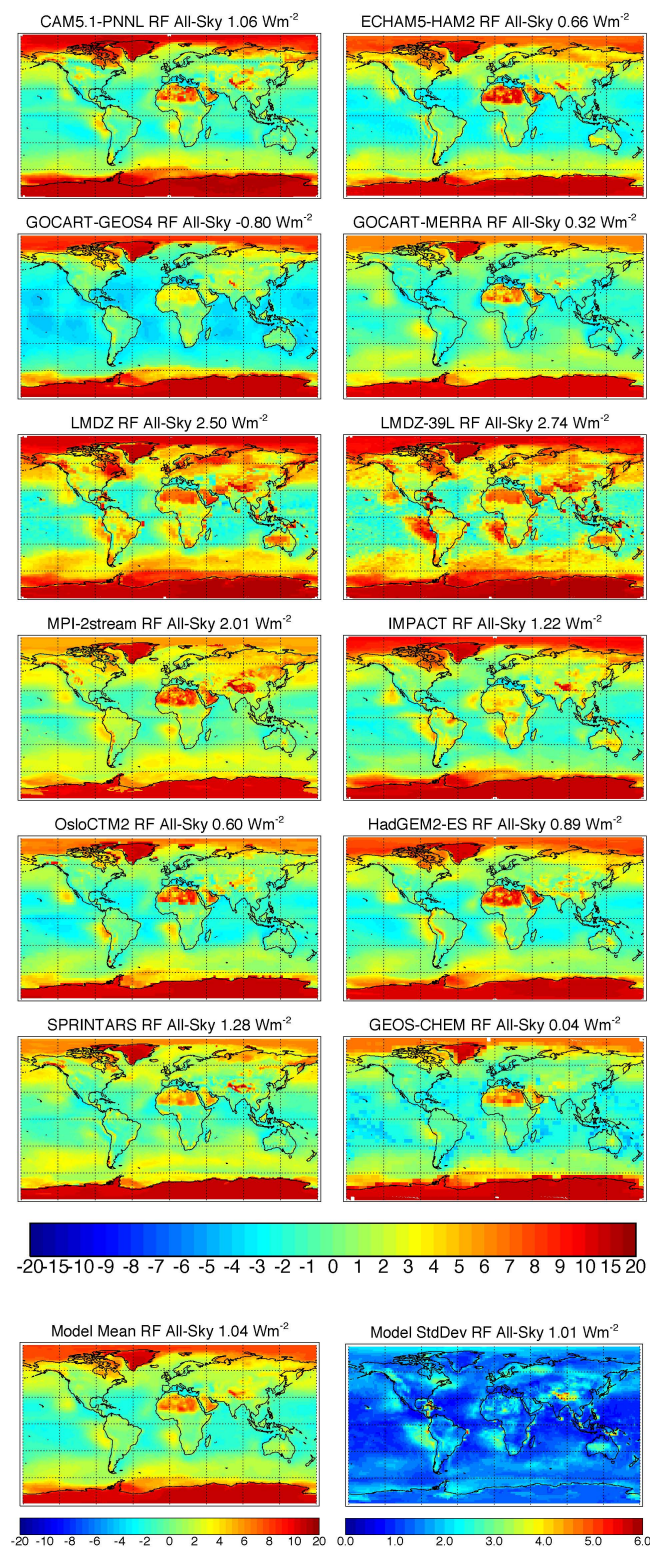 CAM5.1-PNNL RF All-Sky 1.06 Wm-2
ECHAM5-HAM2 RF All-Sky 0.66 Wm-2
GOCART-GEOS4 RF All-Sky -0.80 Wm-2
GOCART-MERRA RF All-Sky 0.32 Wm-2
LMDZ RF All-Sky 2.50 Wm-2
LMDZ-39L RF All-Sky 2.74 Wm-2
MPI-2stream RF All-Sky 2.01 Wm-2
IMPACT RF All-Sky 1.22 Wm-2
OsloCTM2 RF All-Sky 0.60 Wm-2
HadGEM2-ES RF All-Sky 0.89 Wm-2
SPRINTARS RF All-Sky 1.28 Wm-2
GEOS-CHEM RF All-Sky 0.04 Wm-2
-20 -15 -10 -9 -8 -7 -6 -5 -4 -3 -2 -1 0 1 2 3 4 5 6 7 8 9 10 15 20
Model Mean RF All-Sky 1.04 Wm-2
Model StdDev RF All-Sky 1.01 Wm-2
-20 -10 -8 -6 -4 -2 0 2 4 6 8 10 20
0.0 1.0 2.0 3.0 4.0 5.0 6.0